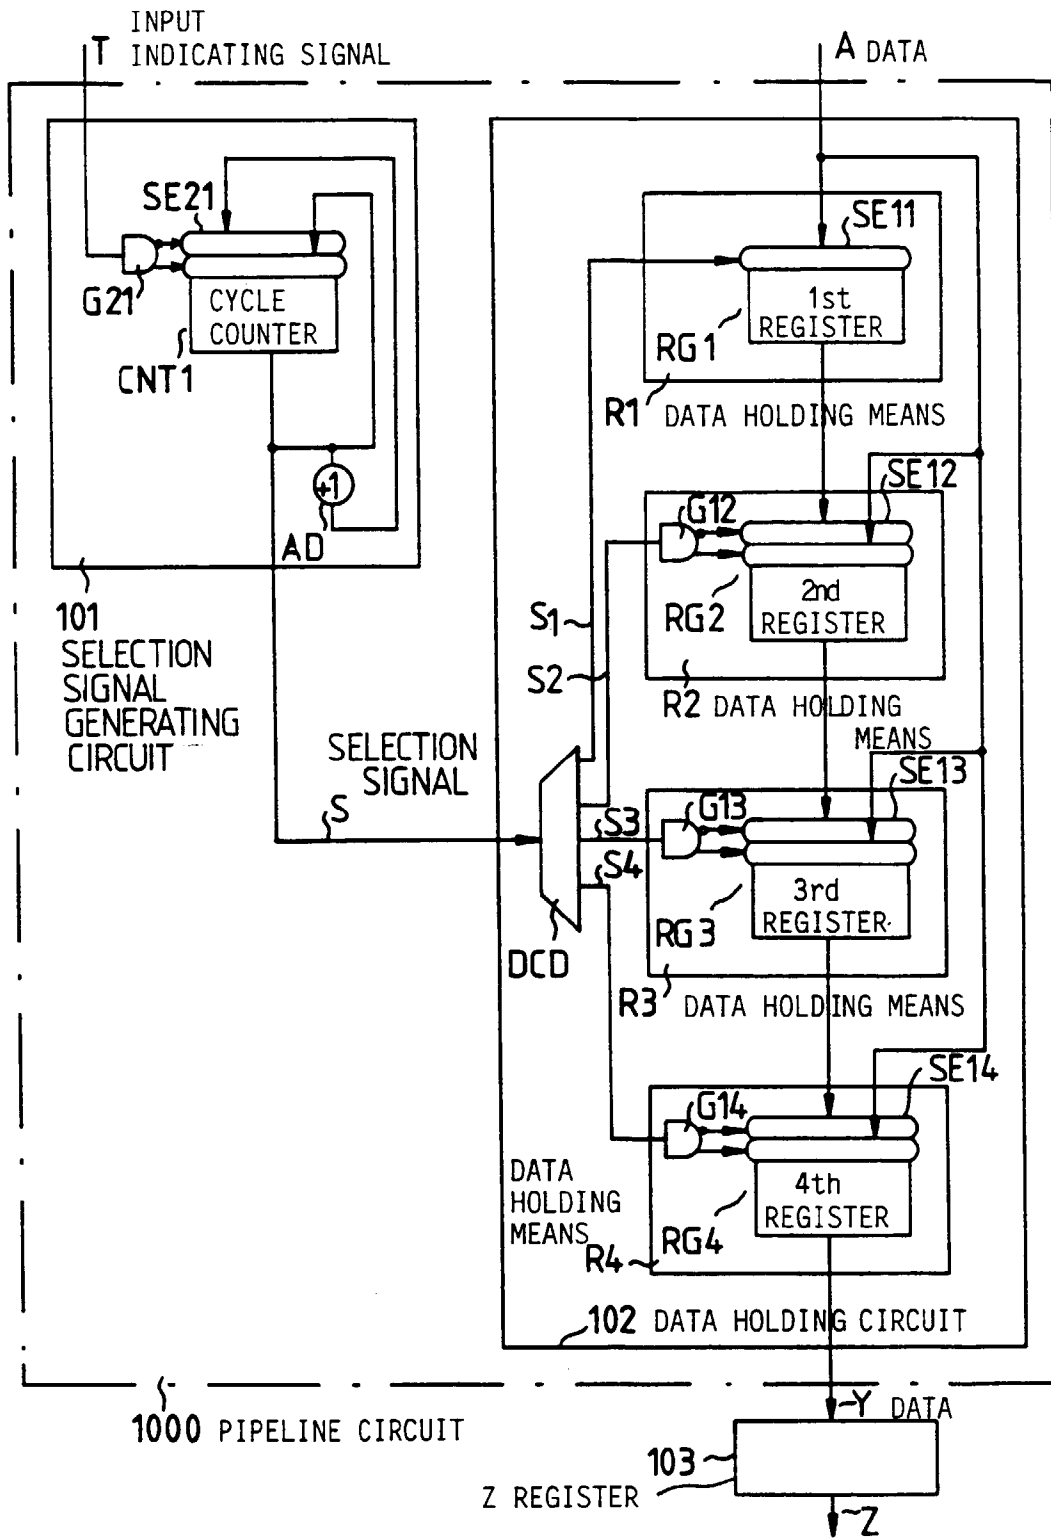 T INPUT
INDICATING SIGNAL
A DATA
SE21
G21
CYCLE
COUNTER
CNT1
+1
AD
101
SELECTION
SIGNAL
GENERATING
CIRCUIT
SELECTION
SIGNAL
S
DCD
S1
S2
S3
S4
SE11
1st
REGISTER
RG1
R1 DATA HOLDING MEANS
SE12
G12
2nd
REGISTER
RG2
R2 DATA HOLDING
MEANS
SE13
G13
3rd
REGISTER
RG3
R3 DATA HOLDING MEANS
SE14
G14
4th
REGISTER
RG4
DATA
HOLDING
MEANS
R4
102 DATA HOLDING CIRCUIT
1000 PIPELINE CIRCUIT
Y DATA
103
Z REGISTER
Z